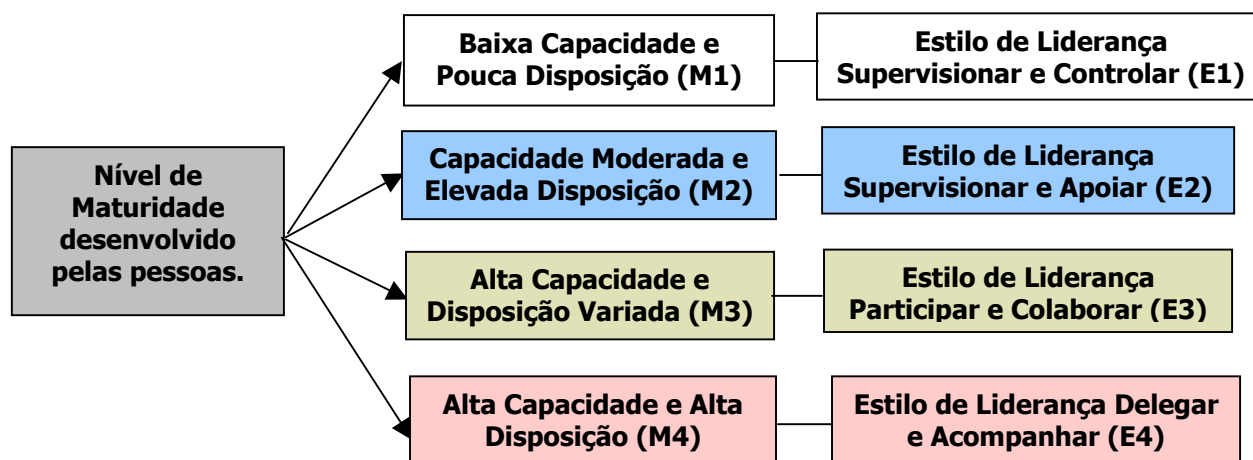 Nível de
Maturidade
desenvolvido
pelas pessoas.
Baixa Capacidade e
Pouca Disposição (M1)
Estilo de Liderança
Supervisionar e Controlar (E1)
Capacidade Moderada e
Elevada Disposição (M2)
Estilo de Liderança
Supervisionar e Apoiar (E2)
Alta Capacidade e
Disposição Variada (M3)
Estilo de Liderança
Participar e Colaborar (E3)
Alta Capacidade e Alta
Disposição (M4)
Estilo de Liderança Delegar
e Acompanhar (E4)